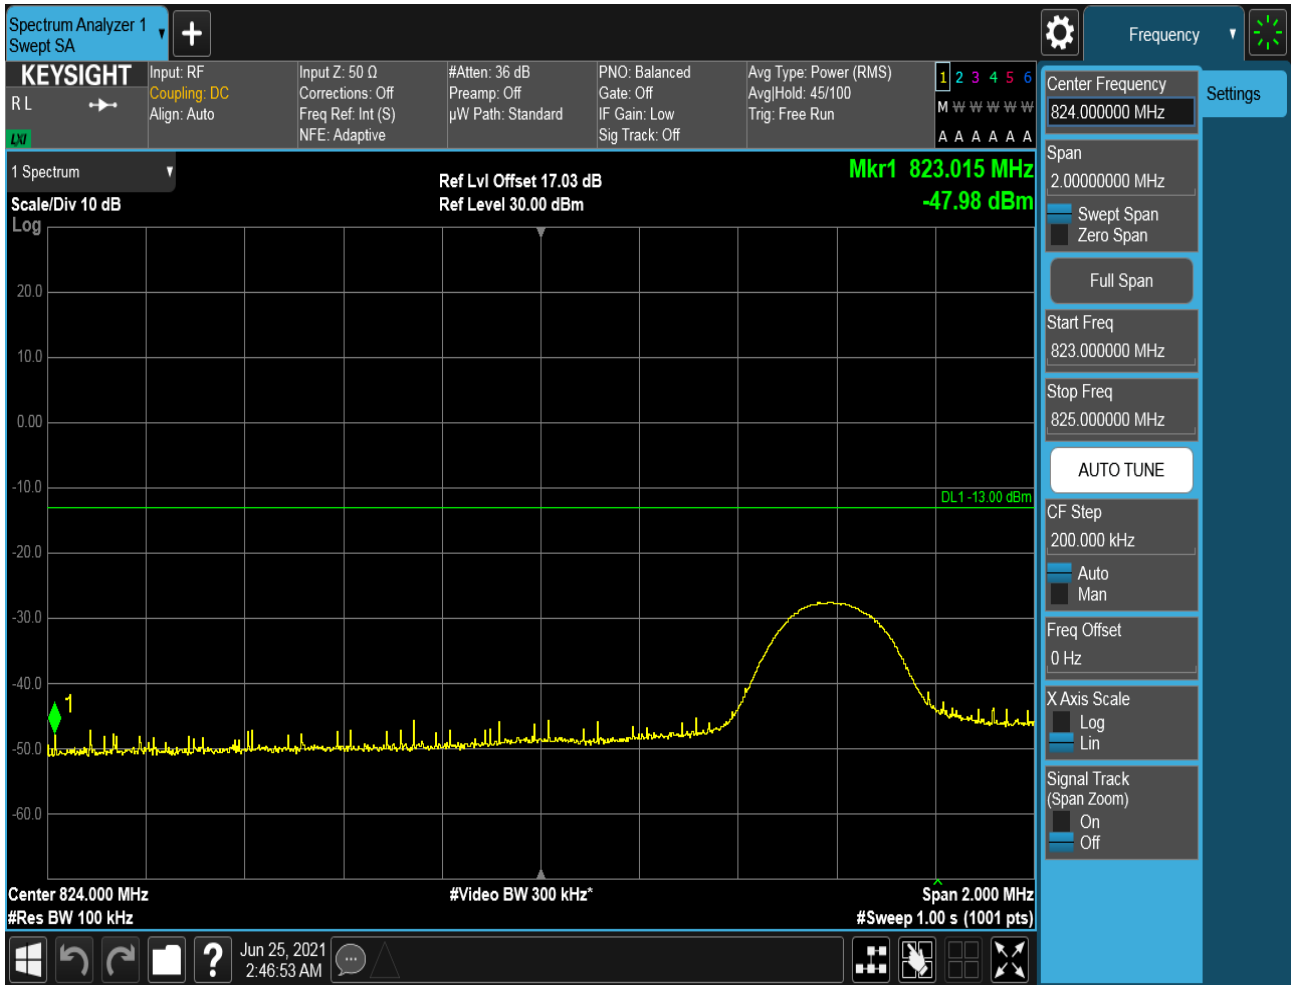 Spectrum Analyzer 1
Swept SA
Frequency
KEYSIGHT
R L
LXI
Input: RF
Coupling: DC
Align: Auto
Input Z: 50 Ω
Corrections: Off
Freq Ref: Int (S)
NFE: Adaptive
#Atten: 36 dB
Preamp: Off
µW Path: Standard
PNO: Balanced
Gate: Off
IF Gain: Low
Sig Track: Off
Avg Type: Power (RMS)
Avg|Hold: 45/100
Trig: Free Run
1 2 3 4 5 6
M W W W W W
A A A A A A
1 Spectrum
Scale/Div 10 dB
Log
Ref Lvl Offset 17.03 dB
Ref Level 30.00 dBm
Mkr1 823.015 MHz
-47.98 dBm
20.0
10.0
0.00
-10.0
DL1 -13.00 dBm
-20.0
-30.0
-40.0
1
-50.0
-60.0
Center 824.000 MHz
#Video BW 300 kHz*
Span 2.000 MHz
#Res BW 100 kHz
#Sweep 1.00 s (1001 pts)
?
Jun 25, 2021
2:46:53 AM
Center Frequency
824.000000 MHz
Settings
Span
2.00000000 MHz
Swept Span
Zero Span
Full Span
Start Freq
823.000000 MHz
Stop Freq
825.000000 MHz
AUTO TUNE
CF Step
200.000 kHz
Auto
Man
Freq Offset
0 Hz
X Axis Scale
Log
Lin
Signal Track
(Span Zoom)
On
Off